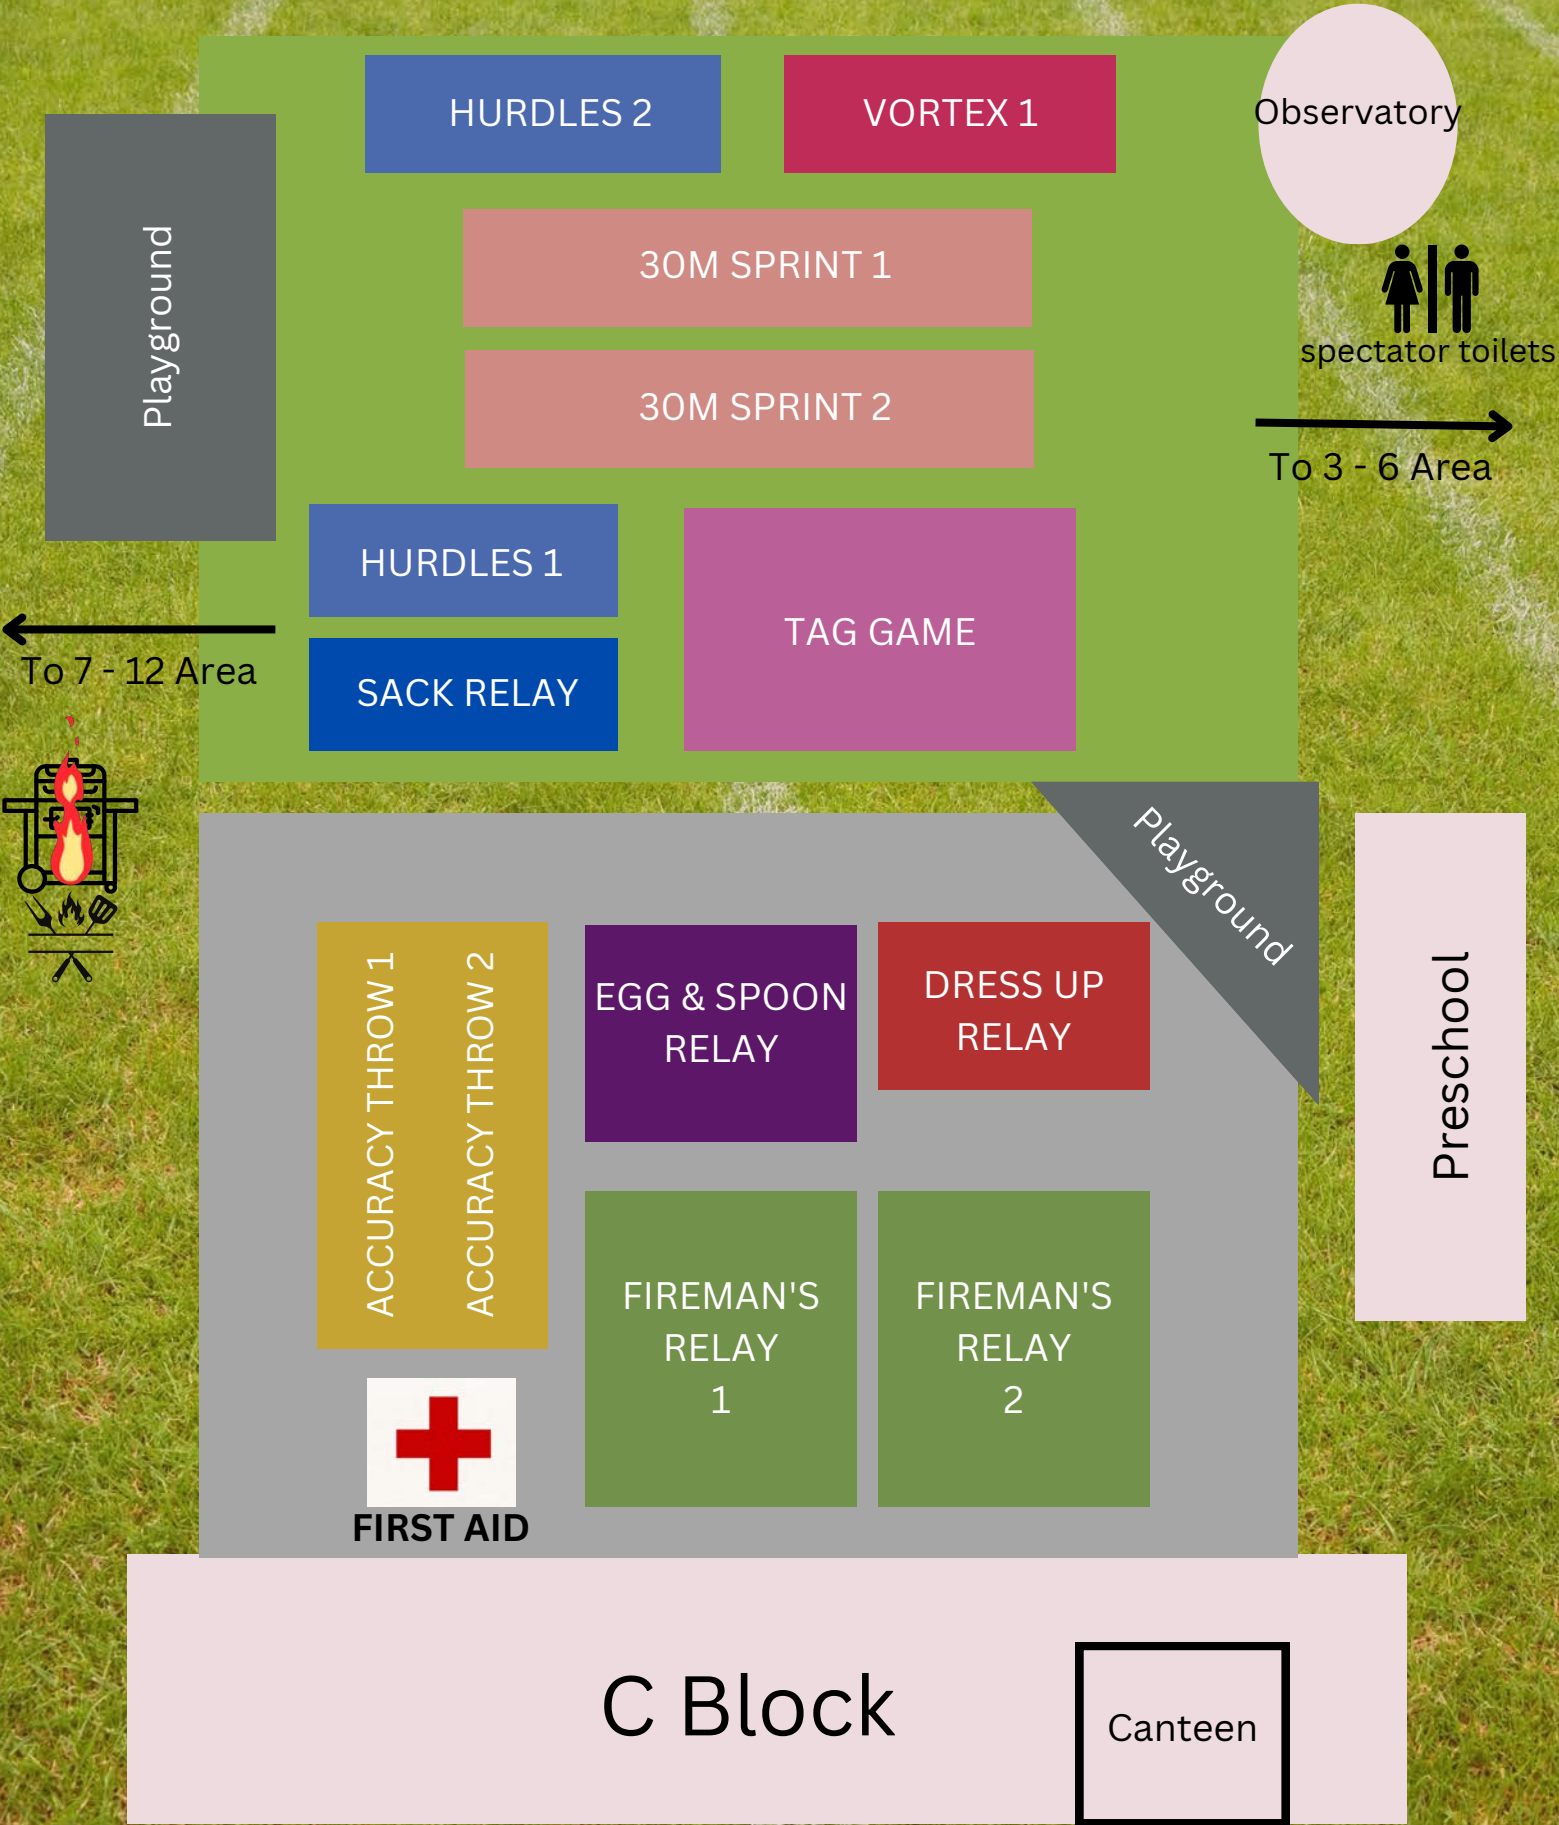 HURDLES 2
VORTEX 1
Observatory
Playground
30M SPRINT 1
spectator toilets
30M SPRINT 2
To 3 - 6 Area
HURDLES 1
TAG GAME
To 7 - 12 Area
SACK RELAY
Playground
ACCURACY THROW 1
ACCURACY THROW 2
EGG & SPOON
RELAY
DRESS UP
RELAY
Preschool
FIREMAN'S
RELAY
1
FIREMAN'S
RELAY
2
FIRST AID
C Block
Canteen